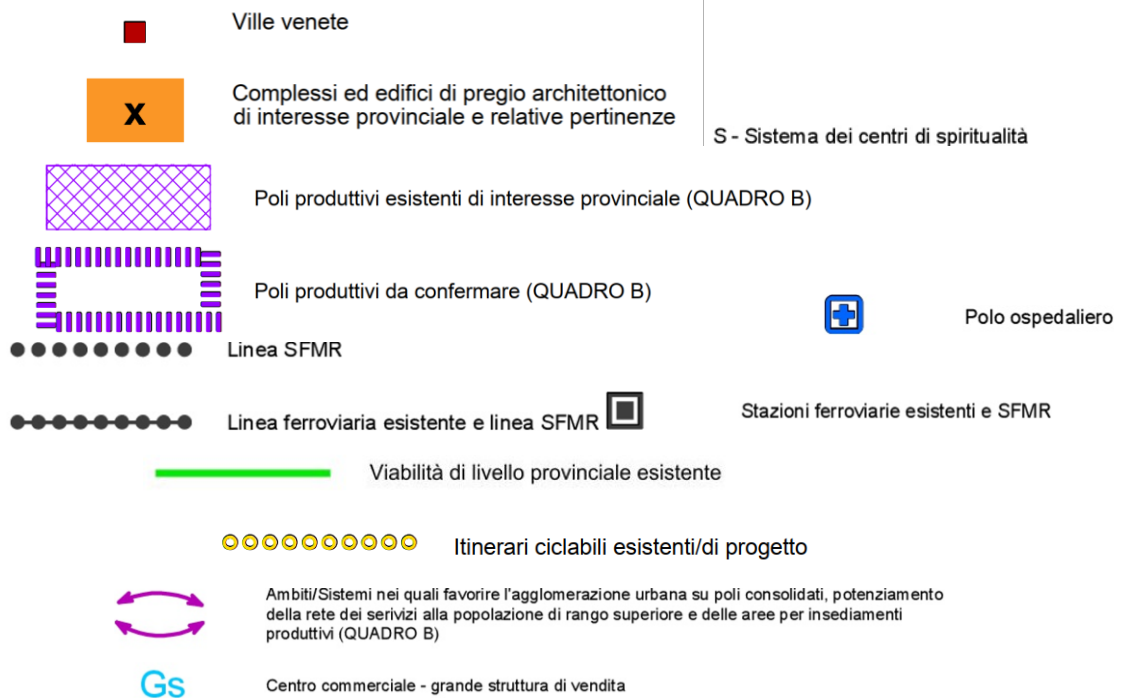 Ville venete
X
Complessi ed edifici di pregio architettonico
di interesse provinciale e relative pertinenze
S - Sistema dei centri di spiritualità
Poli produttivi esistenti di interesse provinciale (QUADRO B)
Poli produttivi da confermare (QUADRO B)
Polo ospedaliero
Linea SFMR
Linea ferroviaria esistente e linea SFMR
Stazioni ferroviarie esistenti e SFMR
Viabilità di livello provinciale esistente
Itinerari ciclabili esistenti/di progetto
Ambiti/Sistemi nei quali favorire l'agglomerazione urbana su poli consolidati, potenziamento
della rete dei serivizi alla popolazione di rango superiore e delle aree per insediamenti
produttivi (QUADRO B)
Gs
Centro commerciale - grande struttura di vendita